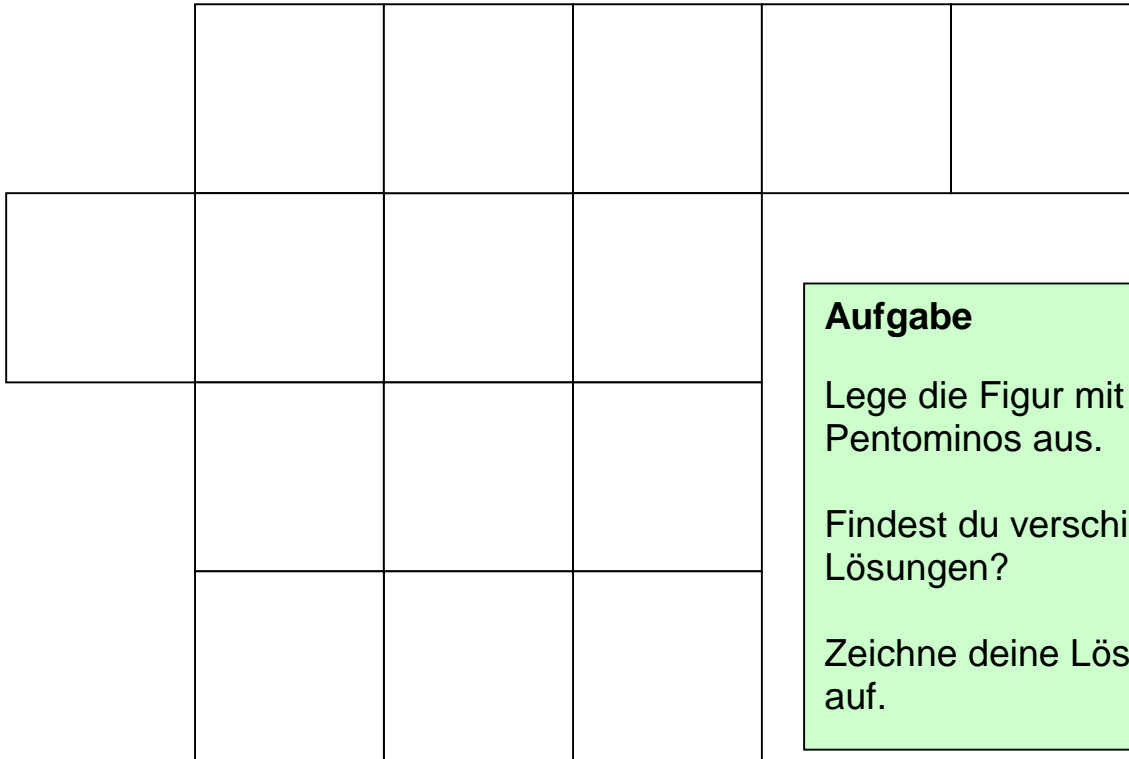 Aufgabe
Lege die Figur mit
Pentominos aus.
Findest du verschi
Lösungen?
Zeichne deine Lös
auf.